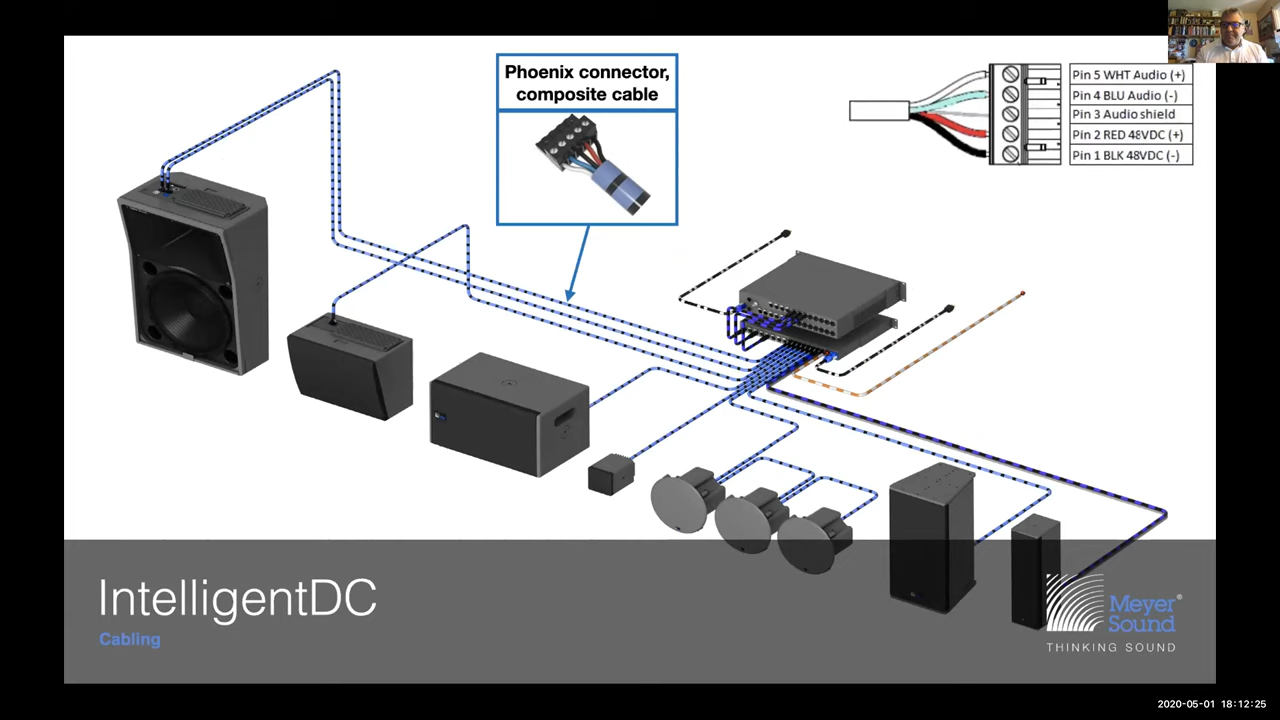 Phoenix connector,
composite cable
Pin 5 WHT Audio (+)
Pin 4 BLU Audio (-)
Pin 3 Audio shield
Pin 2 RED 48VDC (+)
Pin 1 BLK 48VDC (-)
IntelligentDC
Cabling
Meyer
Sound®
THINKING SOUND
2020-05-01 18:12:25